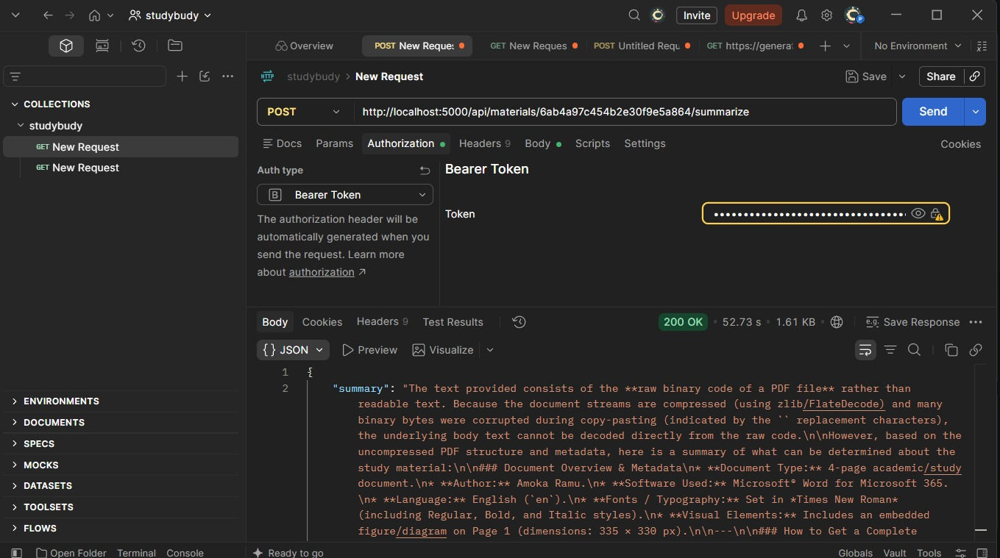 studybudy
Invite
Upgrade
Overview
POST New Reques
GET New Reques
POST Untitled Requ
GET https://genera
No Environment
studybudy > New Request
Save
Share
COLLECTIONS
studybudy
GET New Request
GET New Request
POST
http://localhost:5000/api/materials/6ab4a97c454b2e30f9e5a864/summarize
Send
Docs
Params
Authorization
Headers 9
Body
Scripts
Settings
Cookies
Auth type
B Bearer Token
The authorization header will be
automatically generated when you
send the request. Learn more
about authorization ↗
Bearer Token
Token
Body
Cookies
Headers 9
Test Results
200 OK
52.73 s
1.61 KB
e.g. Save Response
{} JSON
Preview
Visualize
1 {
2 "summary": "The text provided consists of the **raw binary code of a PDF file** rather than
readable text. Because the document streams are compressed (using zlib/FlateDecode) and many
binary bytes were corrupted during copy-pasting (indicated by the `` replacement characters),
the underlying body text cannot be decoded directly from the raw code.\n\nHowever, based on the
uncompressed PDF structure and metadata, here is a summary of what can be determined about the
study material:\n\n### Document Overview & Metadata\n* **Document Type:** 4-page academic/study
document.\n* **Author:** Amoka Ramu.\n* **Software Used:** Microsoft® Word for Microsoft 365.
\n* **Language:** English (`en`).\n* **Fonts / Typography:** Set in *Times New Roman*
(including Regular, Bold, and Italic styles).\n* **Visual Elements:** Includes an embedded
figure/diagram on Page 1 (dimensions: 335 × 330 px).\n\n---\n\n### How to Get a Complete
ENVIRONMENTS
DOCUMENTS
SPECS
MOCKS
DATASETS
TOOLSETS
FLOWS
Open Folder
Terminal
Console
Ready to go
Globals
Vault
Tools